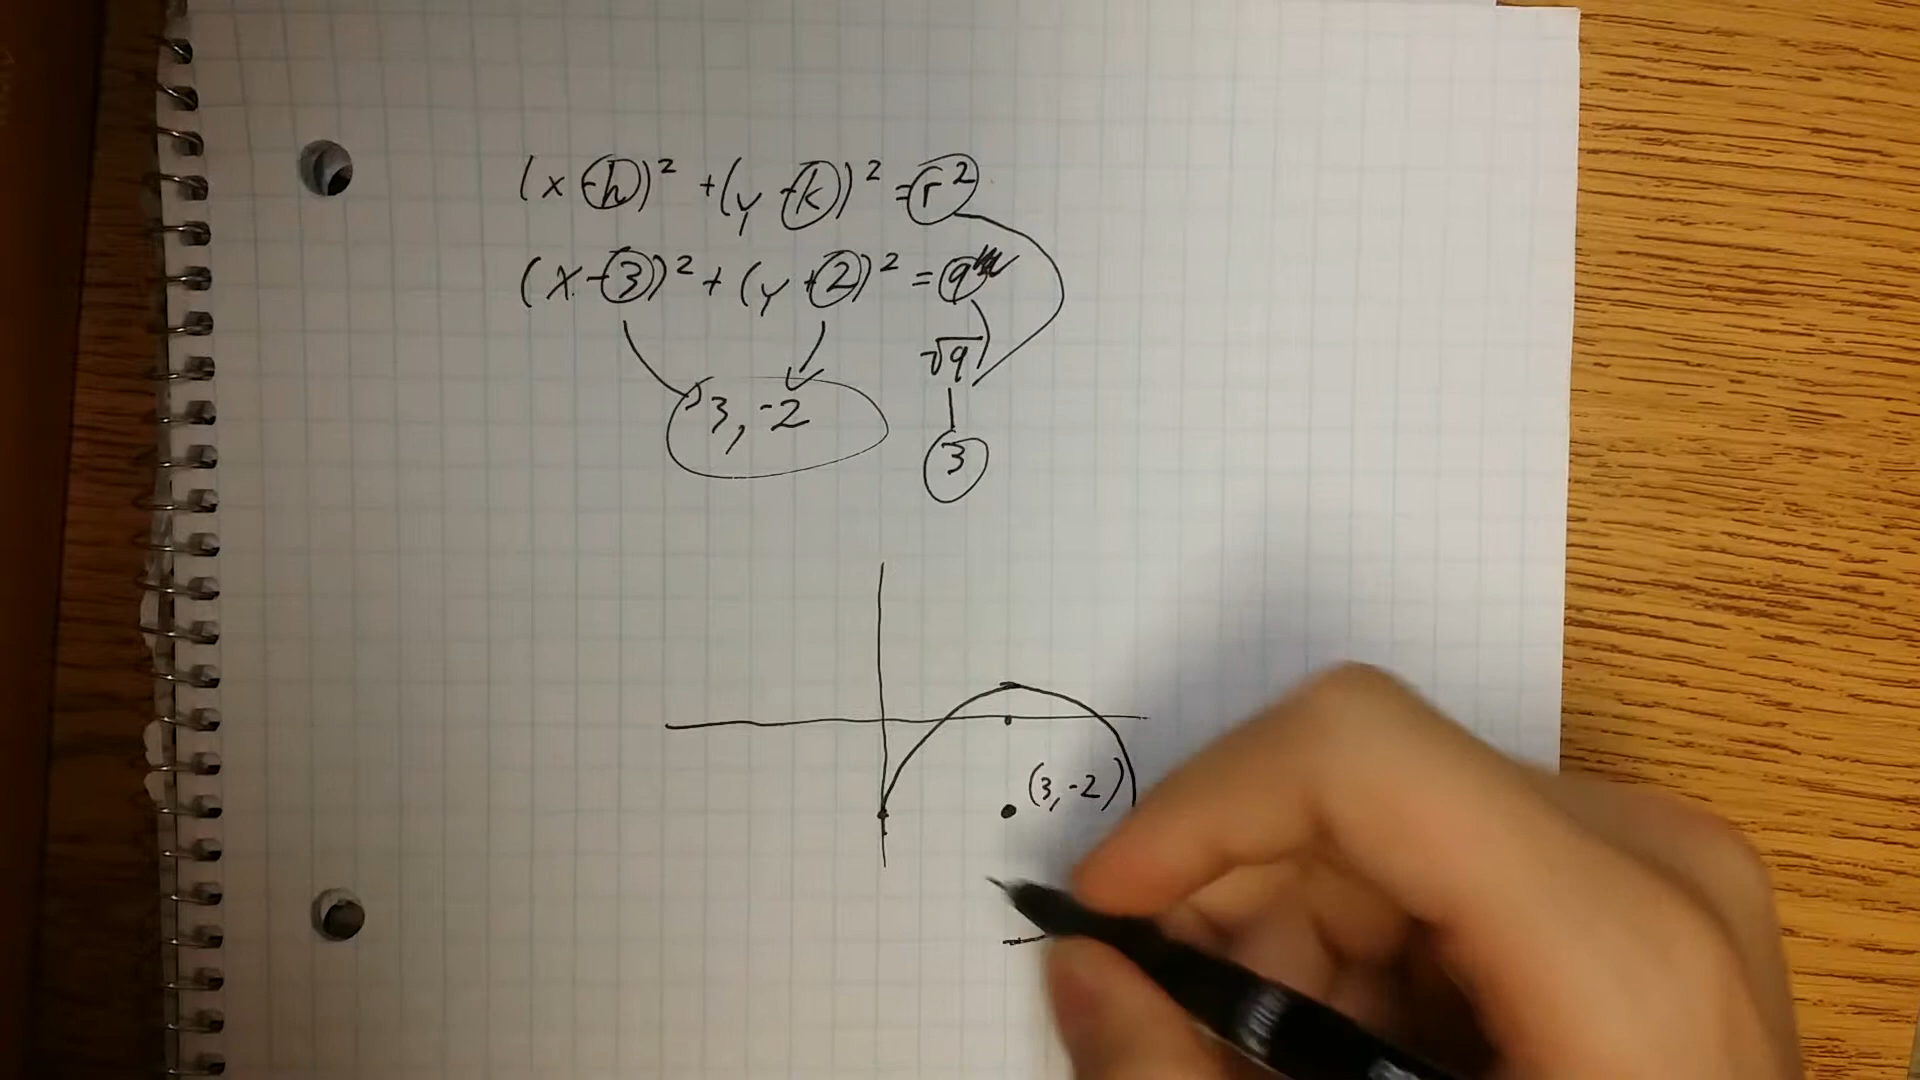 (x-h)² +(y-k)² =r²
(x-3)² + (y+2)² = 9
√9
3, -2
3
(3, -2)